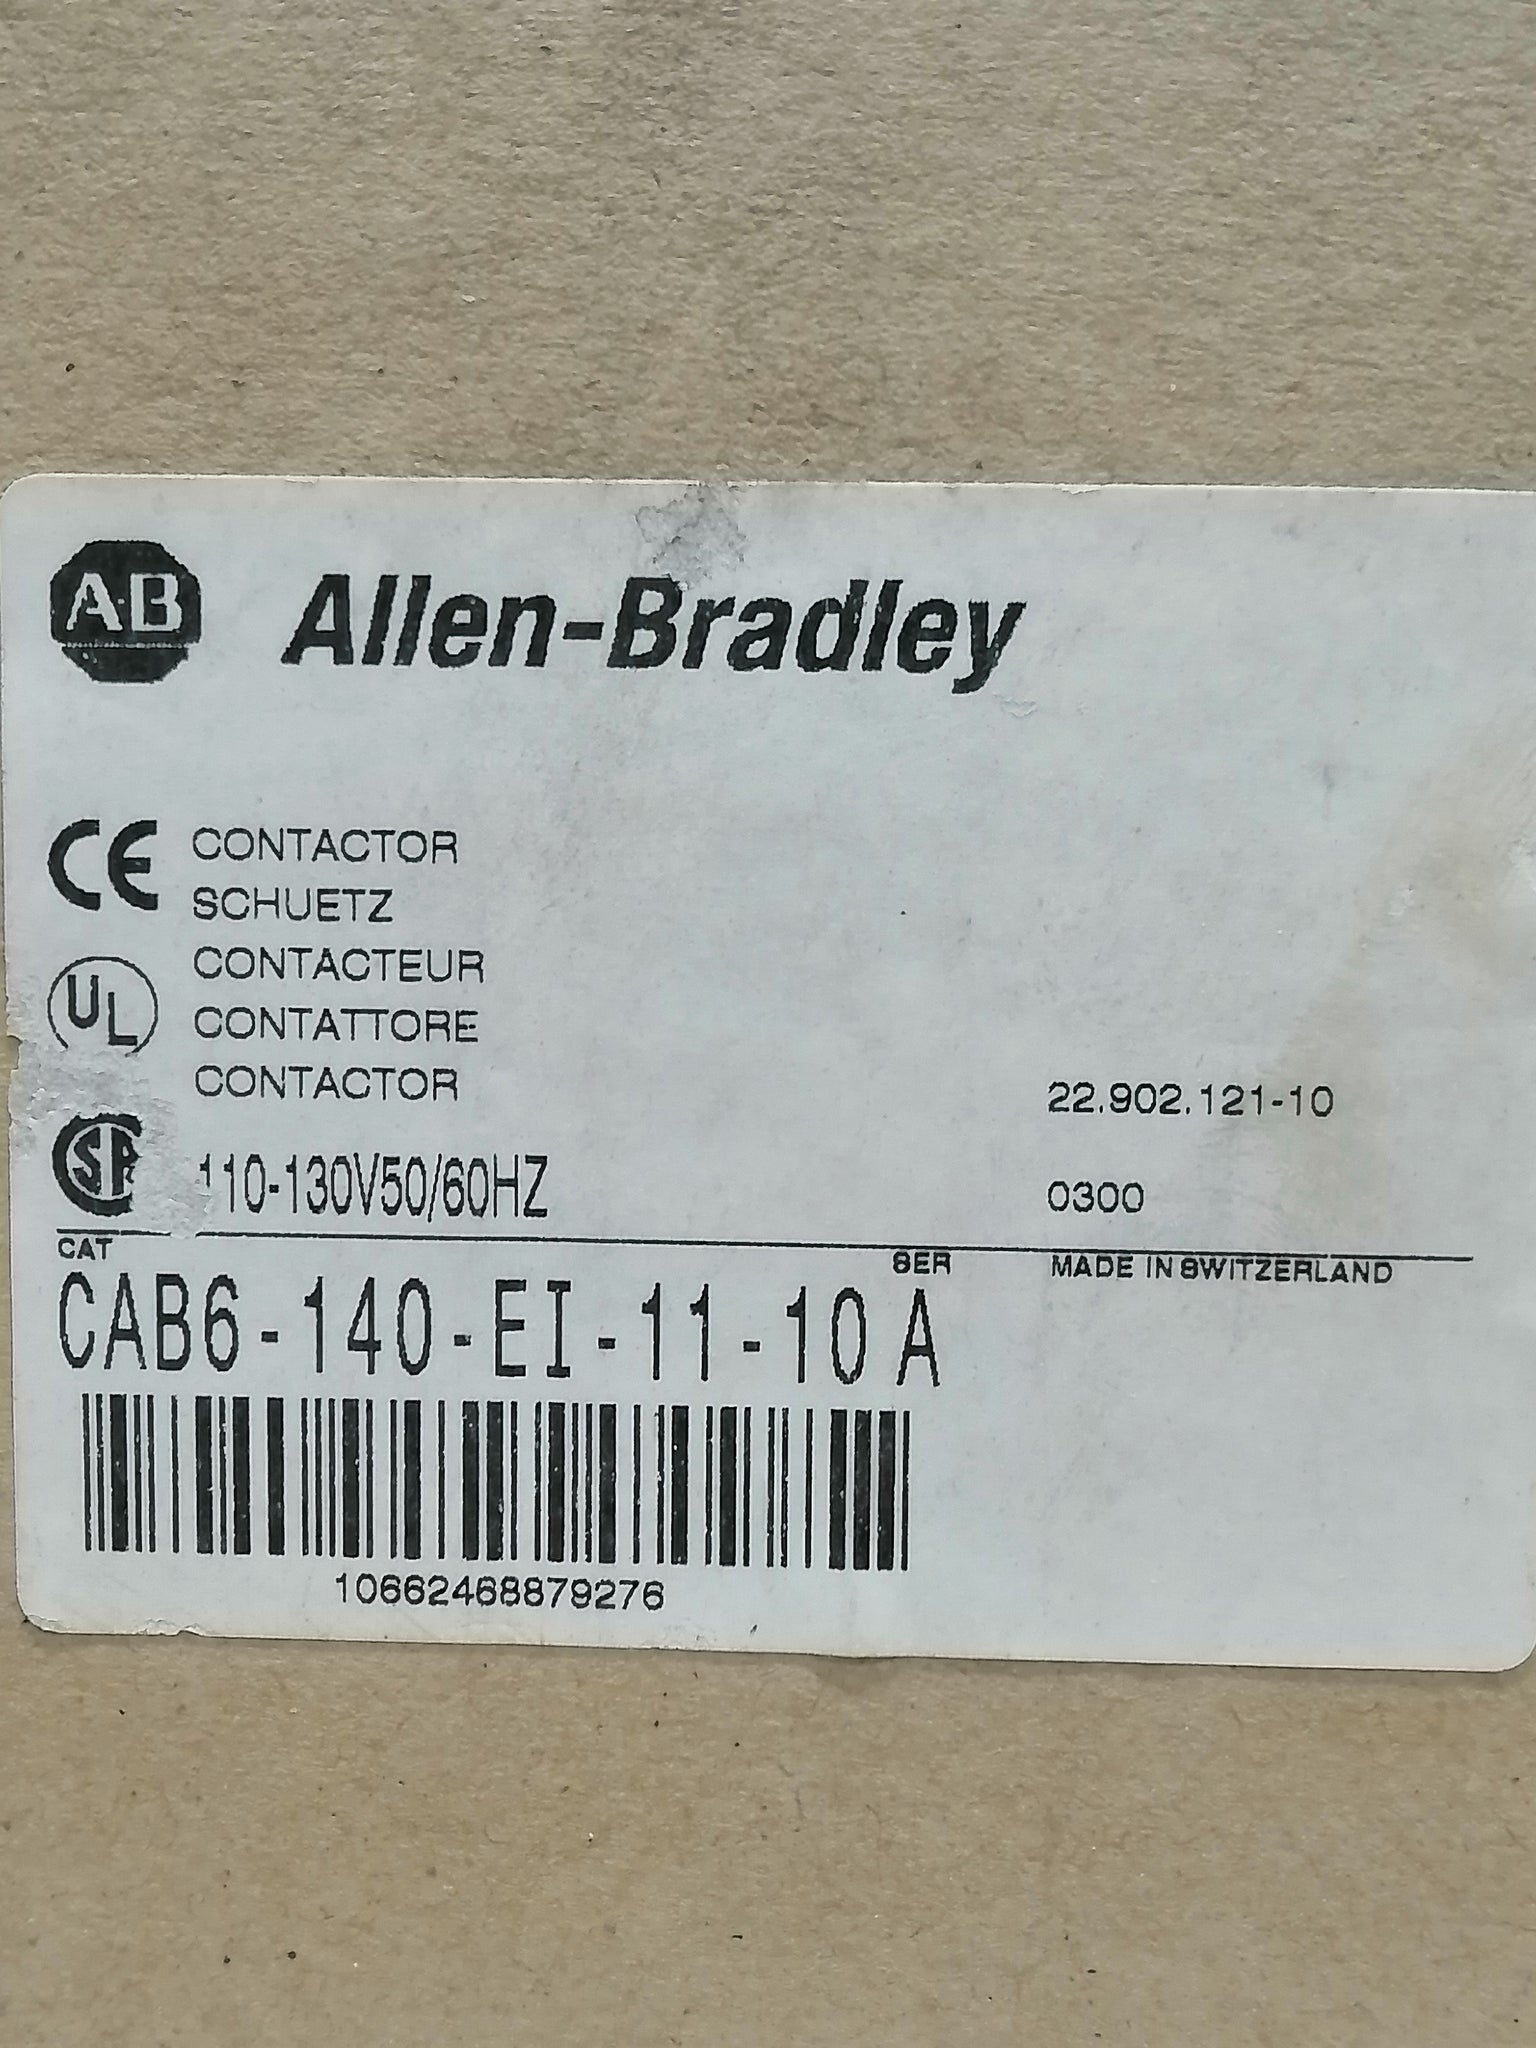 AB Allen-Bradley
CE CONTACTOR
SCHUETZ
CONTACTEUR
UL CONTATTORE
CONTACTOR
22.902.121-10
110-130V50/60HZ
0300
CAT
SER
MADE IN SWITZERLAND
CAB6-140-EI-11-10 A
10662468879276